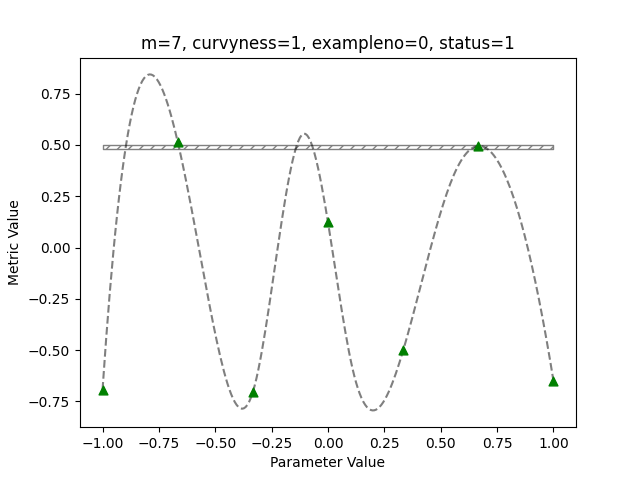 m=7, curvyness=1, exampleno=0, status=1
Metric Value
0.75
0.50
0.25
0.00
−0.25
−0.50
−0.75
−1.00 −0.75 −0.50 −0.25 0.00 0.25 0.50 0.75 1.00
Parameter Value